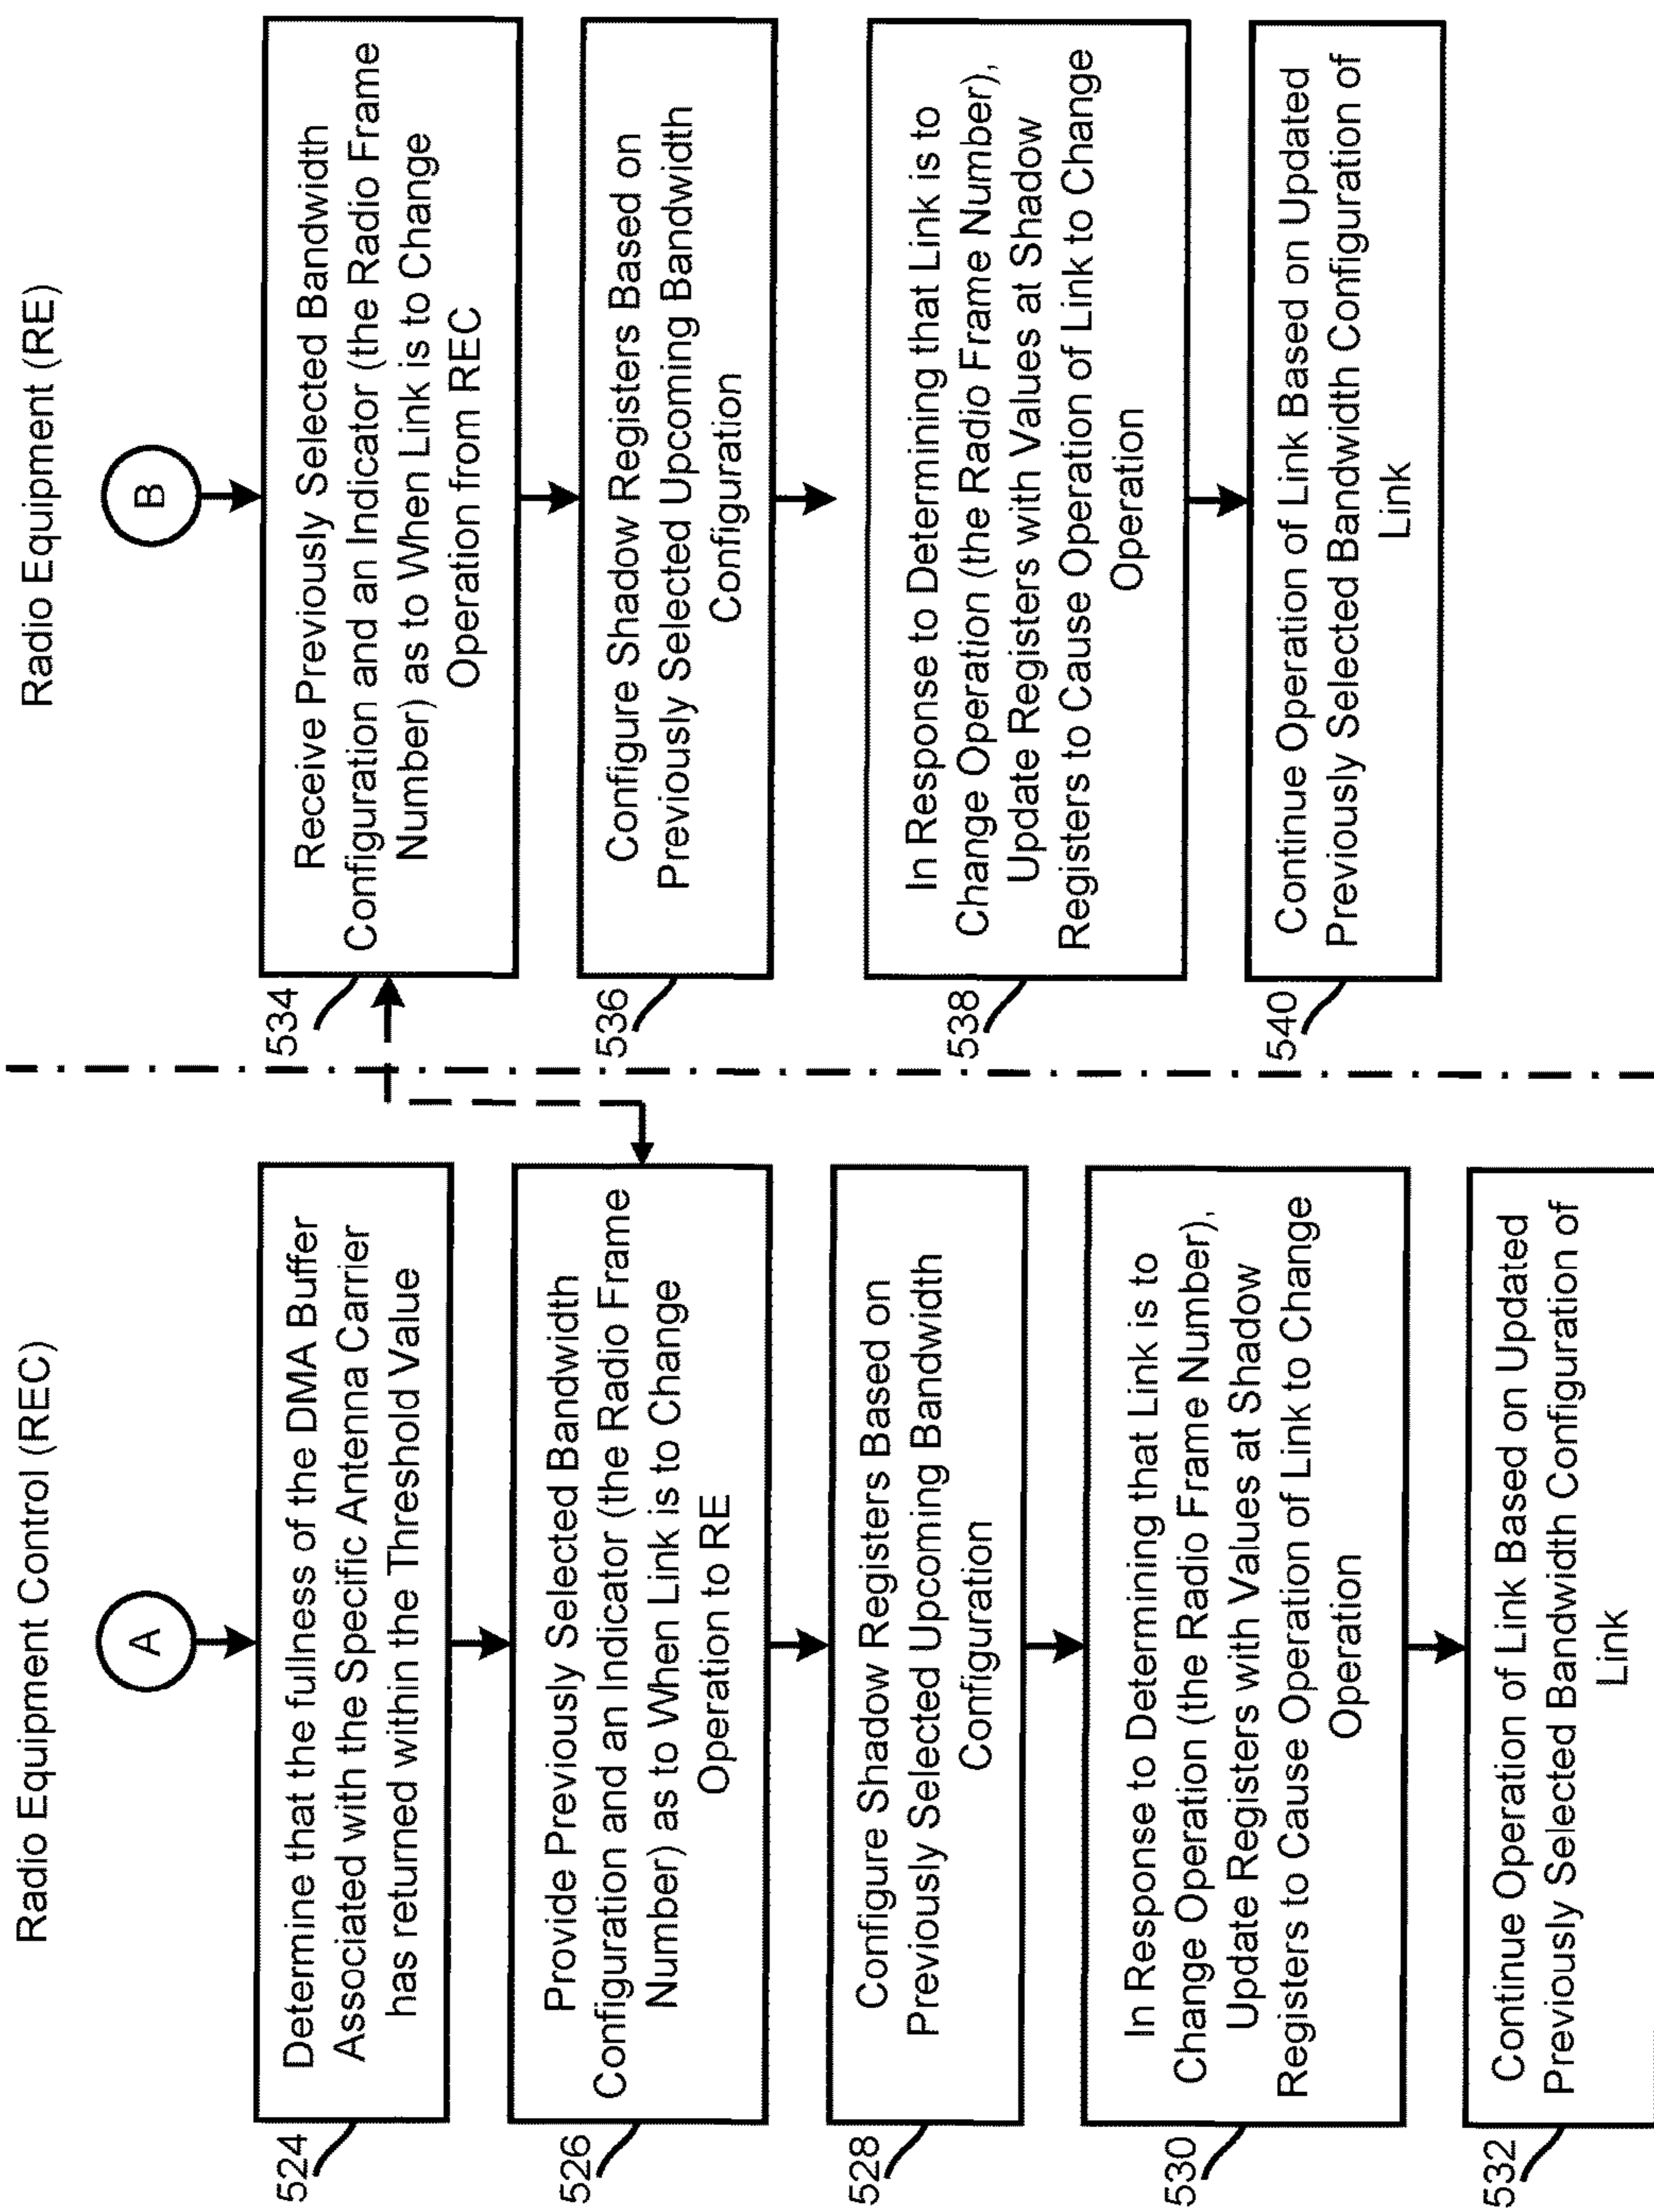 Radio Equipment Control (REC)
A
524
Determine that the fullness of the DMA Buffer
Associated with the Specific Antenna Carrier
has returned within the Threshold Value
526
Provide Previously Selected Bandwidth
Configuration and an Indicator (the Radio Frame
Number) as to When Link is to Change
Operation to RE
528
Configure Shadow Registers Based on
Previously Selected Upcoming Bandwidth
Configuration
530
In Response to Determining that Link is to
Change Operation (the Radio Frame Number),
Update Registers with Values at Shadow
Registers to Cause Operation of Link to Change
Operation
532
Continue Operation of Link Based on Updated
Previously Selected Bandwidth Configuration of
Link
Radio Equipment (RE)
B
534
Receive Previously Selected Bandwidth
Configuration and an Indicator (the Radio Frame
Number) as to When Link is to Change
Operation from REC
536
Configure Shadow Registers Based on
Previously Selected Upcoming Bandwidth
Configuration
538
In Response to Determining that Link is to
Change Operation (the Radio Frame Number),
Update Registers with Values at Shadow
Registers to Cause Operation of Link to Change
Operation
540
Continue Operation of Link Based on Updated
Previously Selected Bandwidth Configuration of
Link